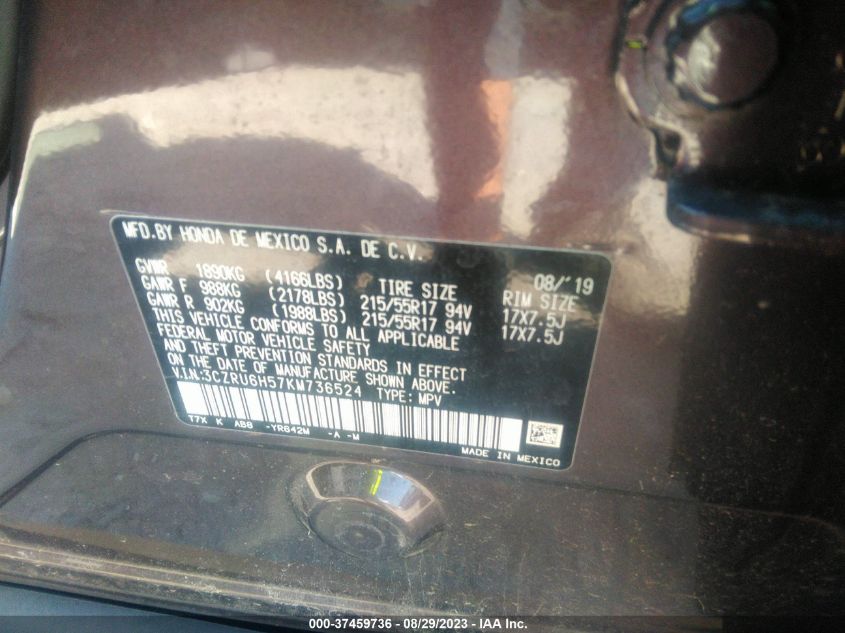 MFD.BY HONDA DE MEXICO S.A. DE C.V.
08/'19
GVWR 1890KG (4166LBS) TIRE SIZE RIM SIZE
GAWR F 988KG (2178LBS) 215/55R17 94V 17X7.5J
GAWR R 902KG (1988LBS) 215/55R17 94V 17X7.5J
THIS VEHICLE CONFORMS TO ALL APPLICABLE
FEDERAL MOTOR VEHICLE SAFETY
AND THEFT PREVENTION STANDARDS IN EFFECT
ON THE DATE OF MANUFACTURE SHOWN ABOVE.
V.I.N:3CZRU6H57KM736524 TYPE: MPV
T7X K AB8 -YR642M -A -M
MADE IN MEXICO
000-37459736 - 08/29/2023 - IAA Inc.